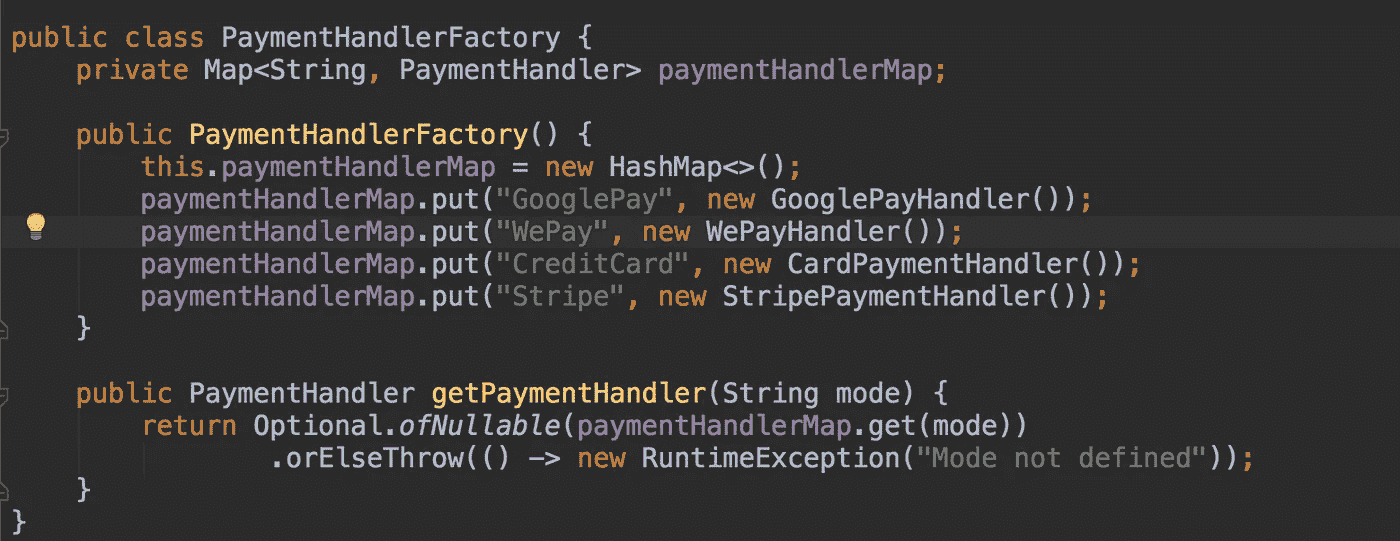 public class PaymentHandlerFactory {
    private Map<String, PaymentHandler> paymentHandlerMap;

    public PaymentHandlerFactory() {
        this.paymentHandlerMap = new HashMap<>();
        paymentHandlerMap.put("GooglePay", new GooglePayHandler());
        paymentHandlerMap.put("WePay", new WePayHandler());
        paymentHandlerMap.put("CreditCard", new CardPaymentHandler());
        paymentHandlerMap.put("Stripe", new StripePaymentHandler());
    }

    public PaymentHandler getPaymentHandler(String mode) {
        return Optional.ofNullable(paymentHandlerMap.get(mode))
                .orElseThrow(() -> new RuntimeException("Mode not defined"));
    }
}